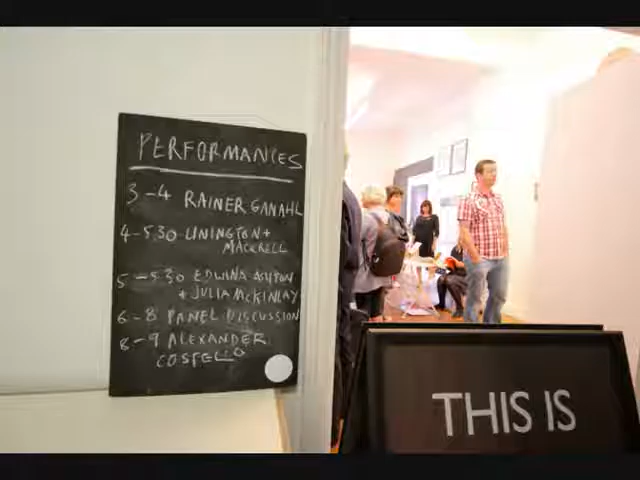 PERFORMANCES
3-4 RAINER GANAHL
4-5.30 LININGTON +
MACKRELL
5-5.30 EDWINA ASHTON
+ JULIA MCKINLAY
6-8 PANEL DISCUSSION
8-9 ALEXANDER
COSTELLO
THIS IS